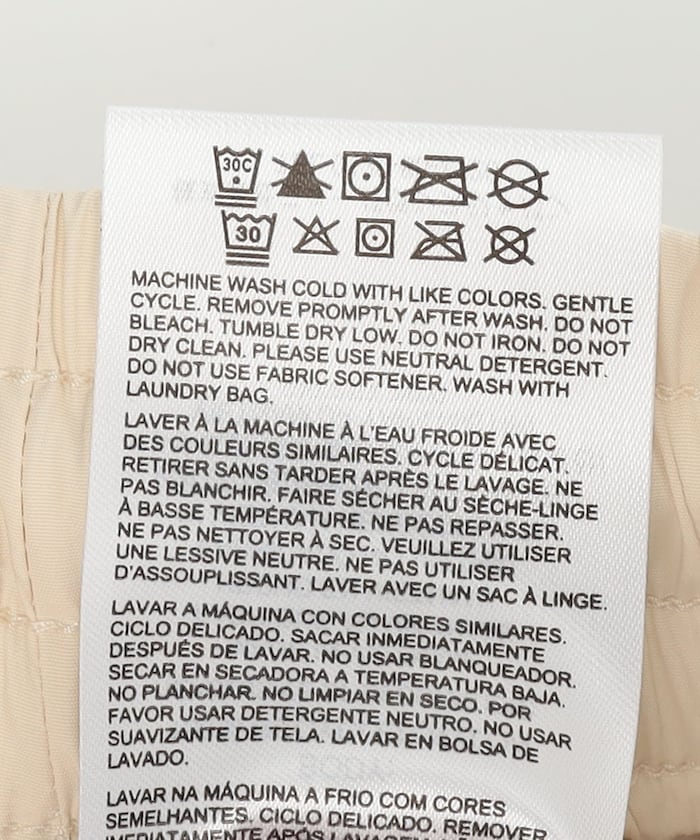 30C
30
MACHINE WASH COLD WITH LIKE COLORS. GENTLE
CYCLE. REMOVE PROMPTLY AFTER WASH. DO NOT
BLEACH. TUMBLE DRY LOW. DO NOT IRON. DO NOT
DRY CLEAN. PLEASE USE NEUTRAL DETERGENT.
DO NOT USE FABRIC SOFTENER. WASH WITH
LAUNDRY BAG.
LAVER À LA MACHINE À L'EAU FROIDE AVEC
DES COULEURS SIMILAIRES. CYCLE DÉLICAT.
RETIRER SANS TARDER APRÈS LE LAVAGE. NE
PAS BLANCHIR. FAIRE SÉCHER AU SÈCHE-LINGE
À BASSE TEMPÉRATURE. NE PAS REPASSER.
NE PAS NETTOYER À SEC. VEUILLEZ UTILISER
UNE LESSIVE NEUTRE. NE PAS UTILISER
D'ASSOUPLISSANT. LAVER AVEC UN SAC À LINGE.
LAVAR A MÁQUINA CON COLORES SIMILARES.
CICLO DELICADO. SACAR INMEDIATAMENTE
DESPUÉS DE LAVAR. NO USAR BLANQUEADOR.
SECAR EN SECADORA A TEMPERATURA BAJA.
NO PLANCHAR. NO LIMPIAR EN SECO. POR
FAVOR USAR DETERGENTE NEUTRO. NO USAR
SUAVIZANTE DE TELA. LAVAR EN BOLSA DE
LAVADO.
LAVAR NA MÁQUINA A FRIO COM CORES
SEMELHANTES. CICLO DELICADO. REMOVER
IMEDIATAMENTE APÓS